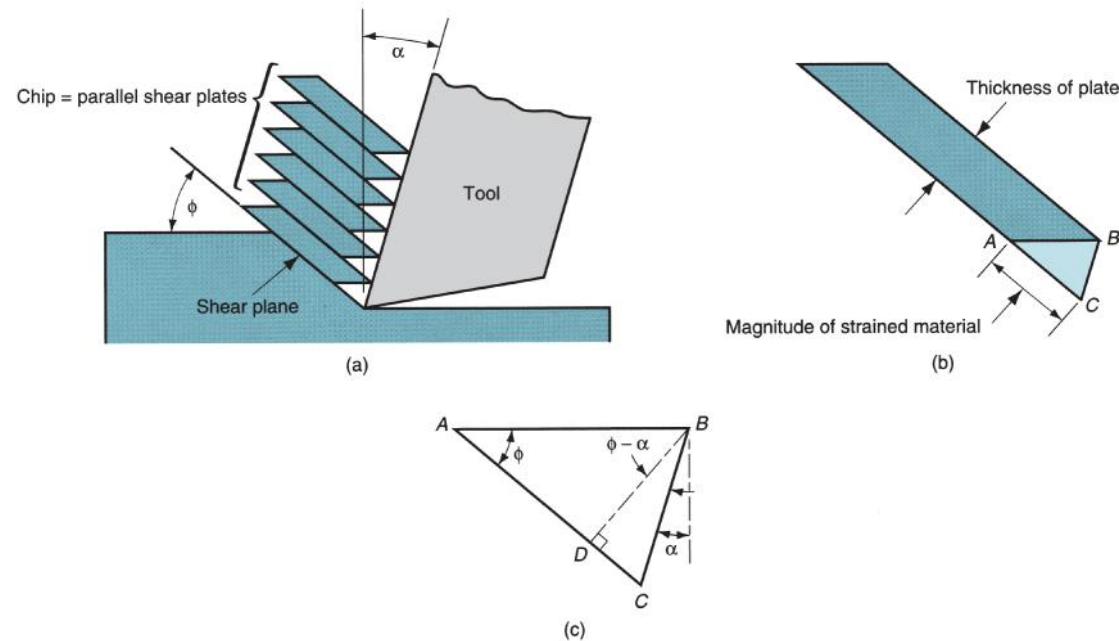 α
Chip = parallel shear plates
Tool
ϕ
Shear plane
(a)
Thickness of plate
A
B
C
Magnitude of strained material
(b)
A
B
ϕ
ϕ – α
D
α
C
(c)